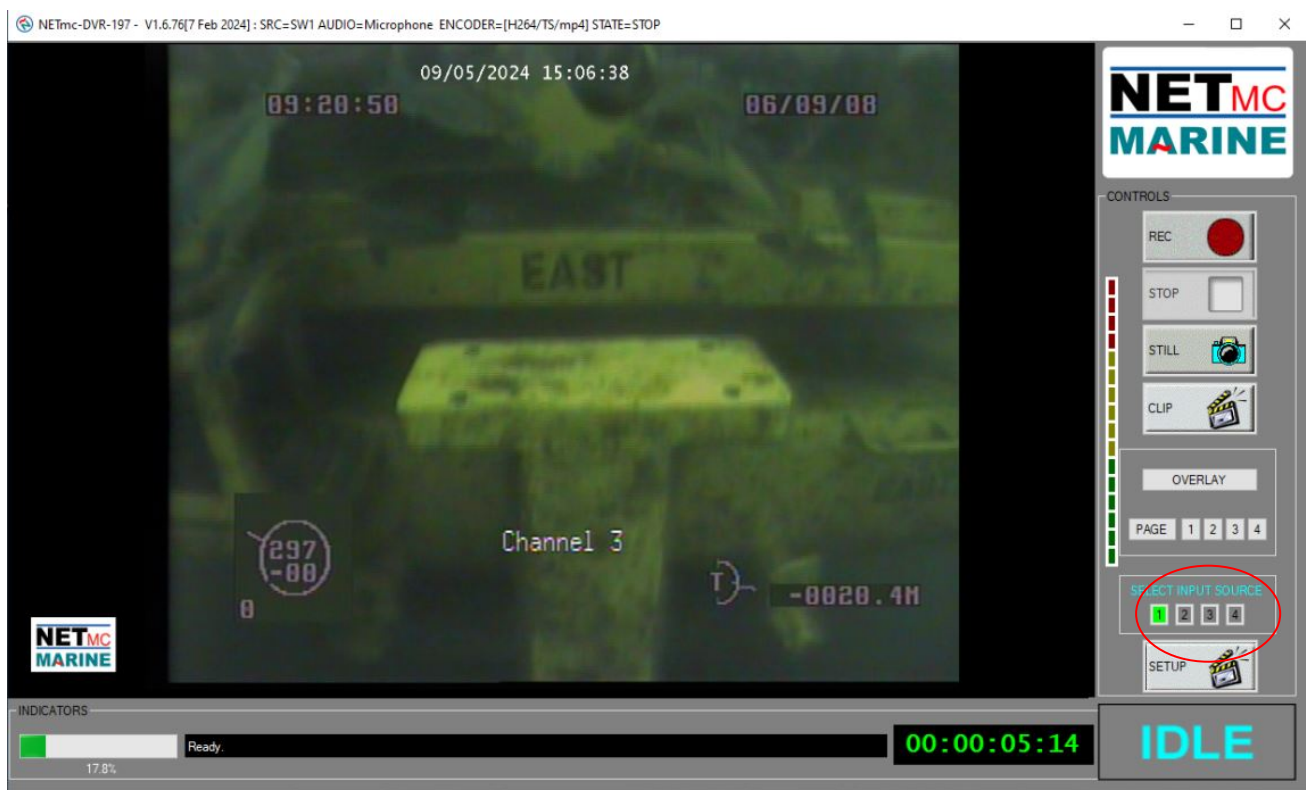 NETmc-DVR-197 - V1.6.76[7 Feb 2024] : SRC=SW1 AUDIO=Microphone ENCODER=[H264/TS/mp4] STATE=STOP
09/05/2024 15:06:38
09:20:50
06/09/08
EAST
297
-00
0
Channel 3
T
-0020.4M
NETMC
MARINE
NETMC
MARINE
CONTROLS
REC
STOP
STILL
CLIP
OVERLAY
PAGE 1 2 3 4
SELECT INPUT SOURCE
1 2 3 4
SETUP
INDICATORS
Ready.
00:00:05:14
IDLE
17.8%